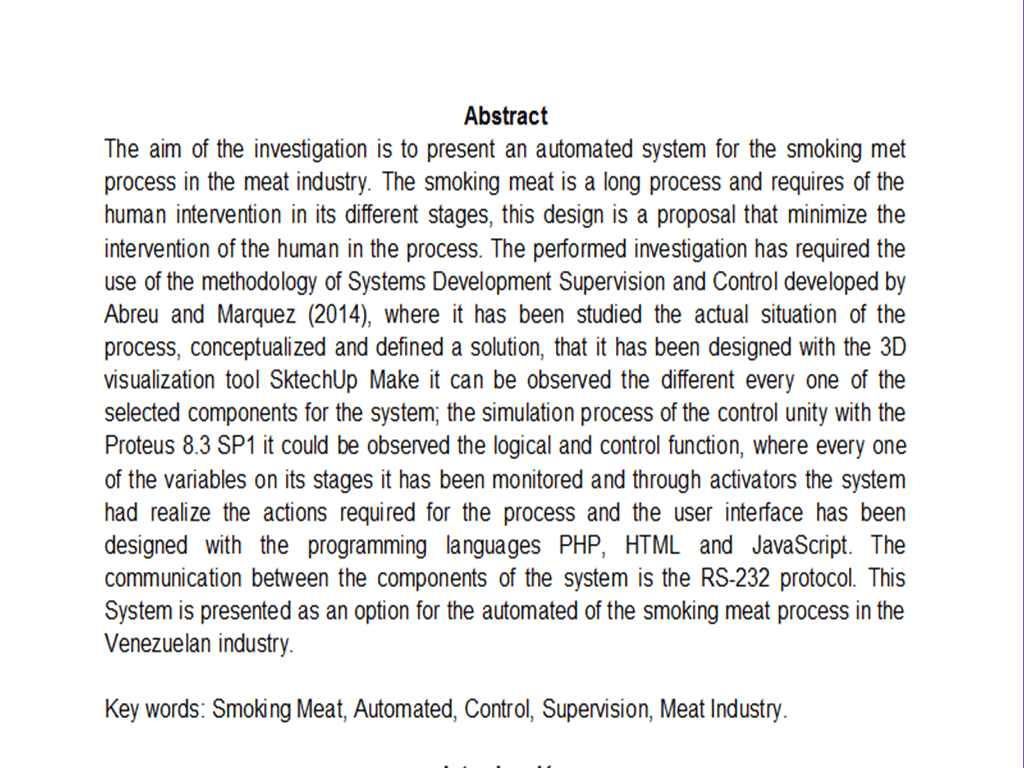 Abstract
The aim of the investigation is to present an automated system for the smoking met
process in the meat industry. The smoking meat is a long process and requires of the
human intervention in its different stages, this design is a proposal that minimize the
intervention of the human in the process. The performed investigation has required the
use of the methodology of Systems Development Supervision and Control developed by
Abreu and Marquez (2014), where it has been studied the actual situation of the
process, conceptualized and defined a solution, that it has been designed with the 3D
visualization tool SktechUp Make it can be observed the different every one of the
selected components for the system; the simulation process of the control unity with the
Proteus 8.3 SP1 it could be observed the logical and control function, where every one
of the variables on its stages it has been monitored and through activators the system
had realize the actions required for the process and the user interface has been
designed with the programming languages PHP, HTML and JavaScript. The
communication between the components of the system is the RS-232 protocol. This
System is presented as an option for the automated of the smoking meat process in the
Venezuelan industry.
Key words: Smoking Meat, Automated, Control, Supervision, Meat Industry.